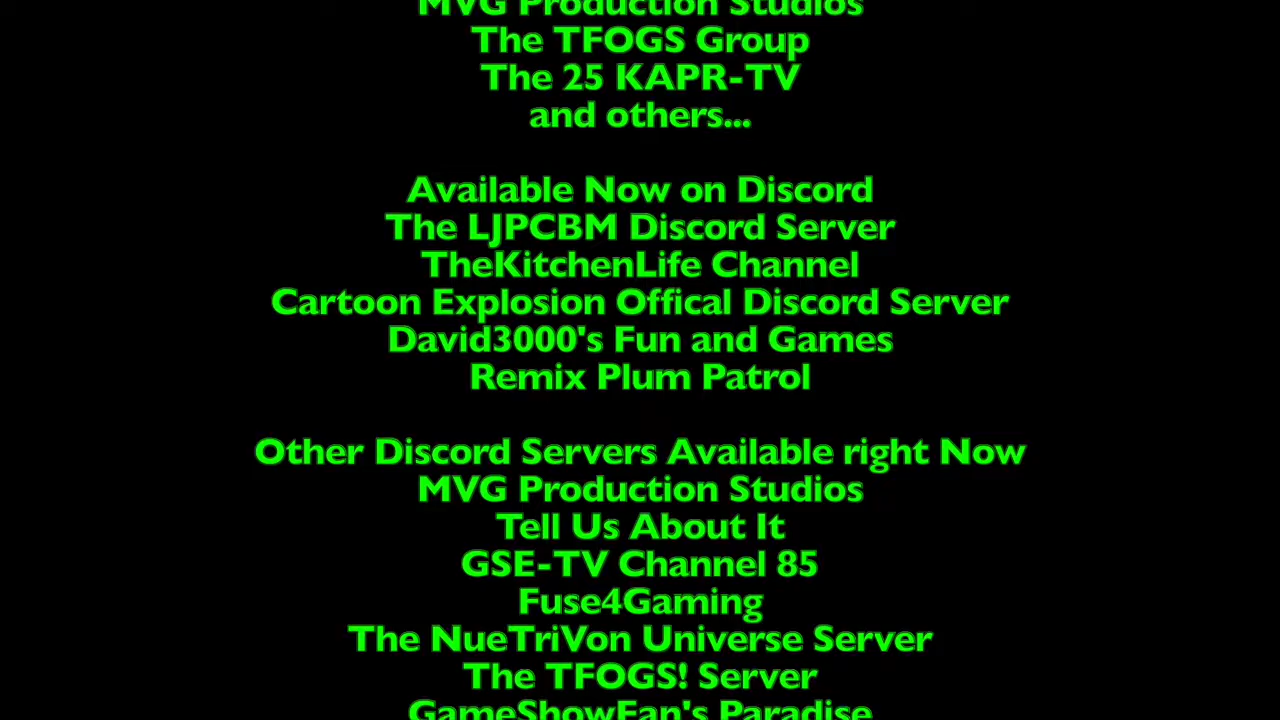 MVG Production Studios
The TFOGS Group
The 25 KAPR-TV
and others...
Available Now on Discord
The LJPCBM Discord Server
TheKitchenLife Channel
Cartoon Explosion Offical Discord Server
David3000's Fun and Games
Remix Plum Patrol
Other Discord Servers Available right Now
MVG Production Studios
Tell Us About It
GSE-TV Channel 85
Fuse4Gaming
The NueTriVon Universe Server
The TFOGS! Server
GameShowFan's Paradise